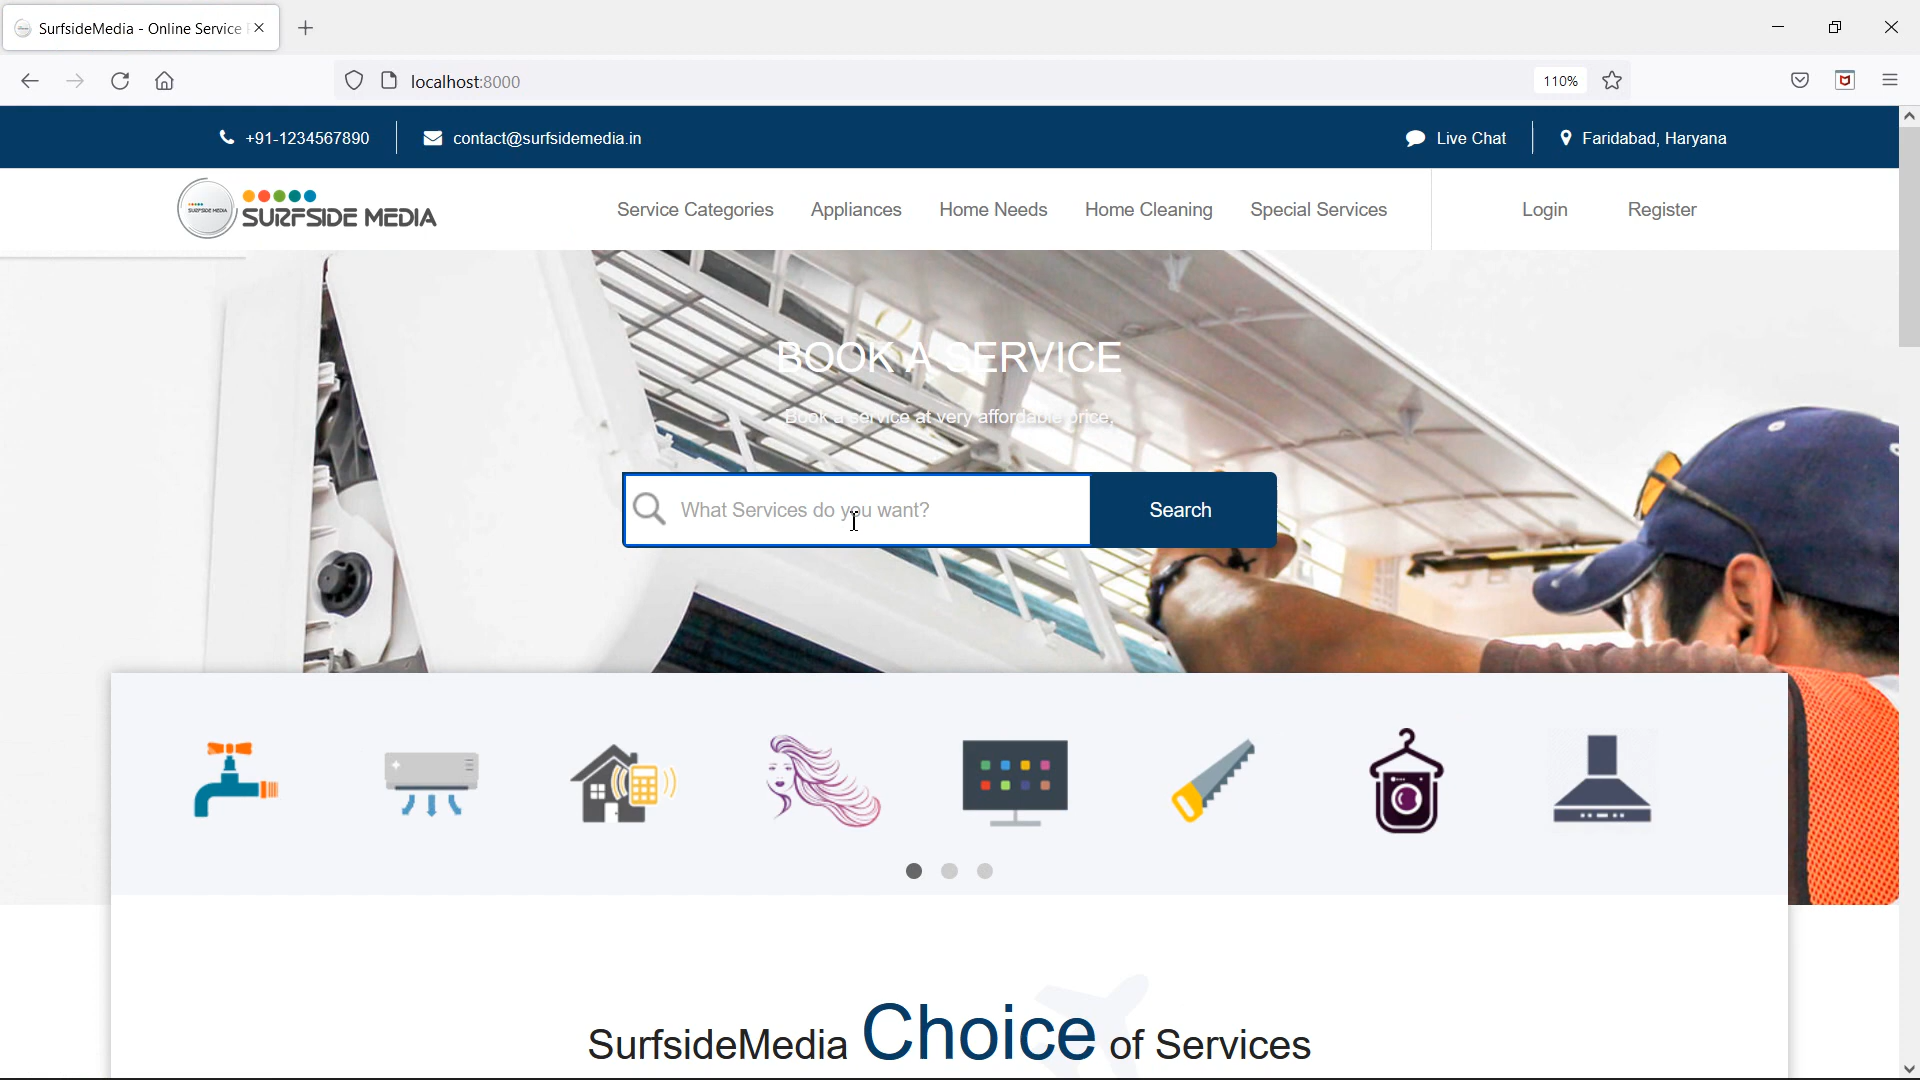 SurfsideMedia - Online Service
localhost:8000
110%
+91-1234567890
contact@surfsidemedia.in
Live Chat
Faridabad, Haryana
SURFSIDE MEDIA
SURFSIDE MEDIA
Service Categories
Appliances
Home Needs
Home Cleaning
Special Services
Login
Register
BOOK A SERVICE
Book a service at very affordable price,
What Services do you want?
Search
SurfsideMedia Choice of Services